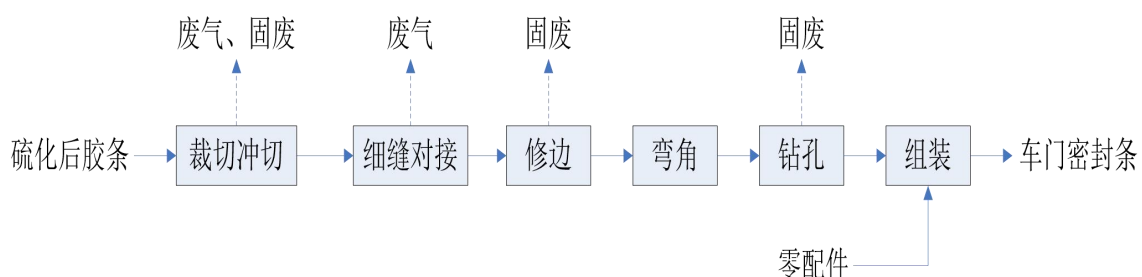 废气、固废
废气
固废
固废
硫化后胶条
裁切冲切
细缝对接
修边
弯角
钻孔
组装
车门密封条
零配件